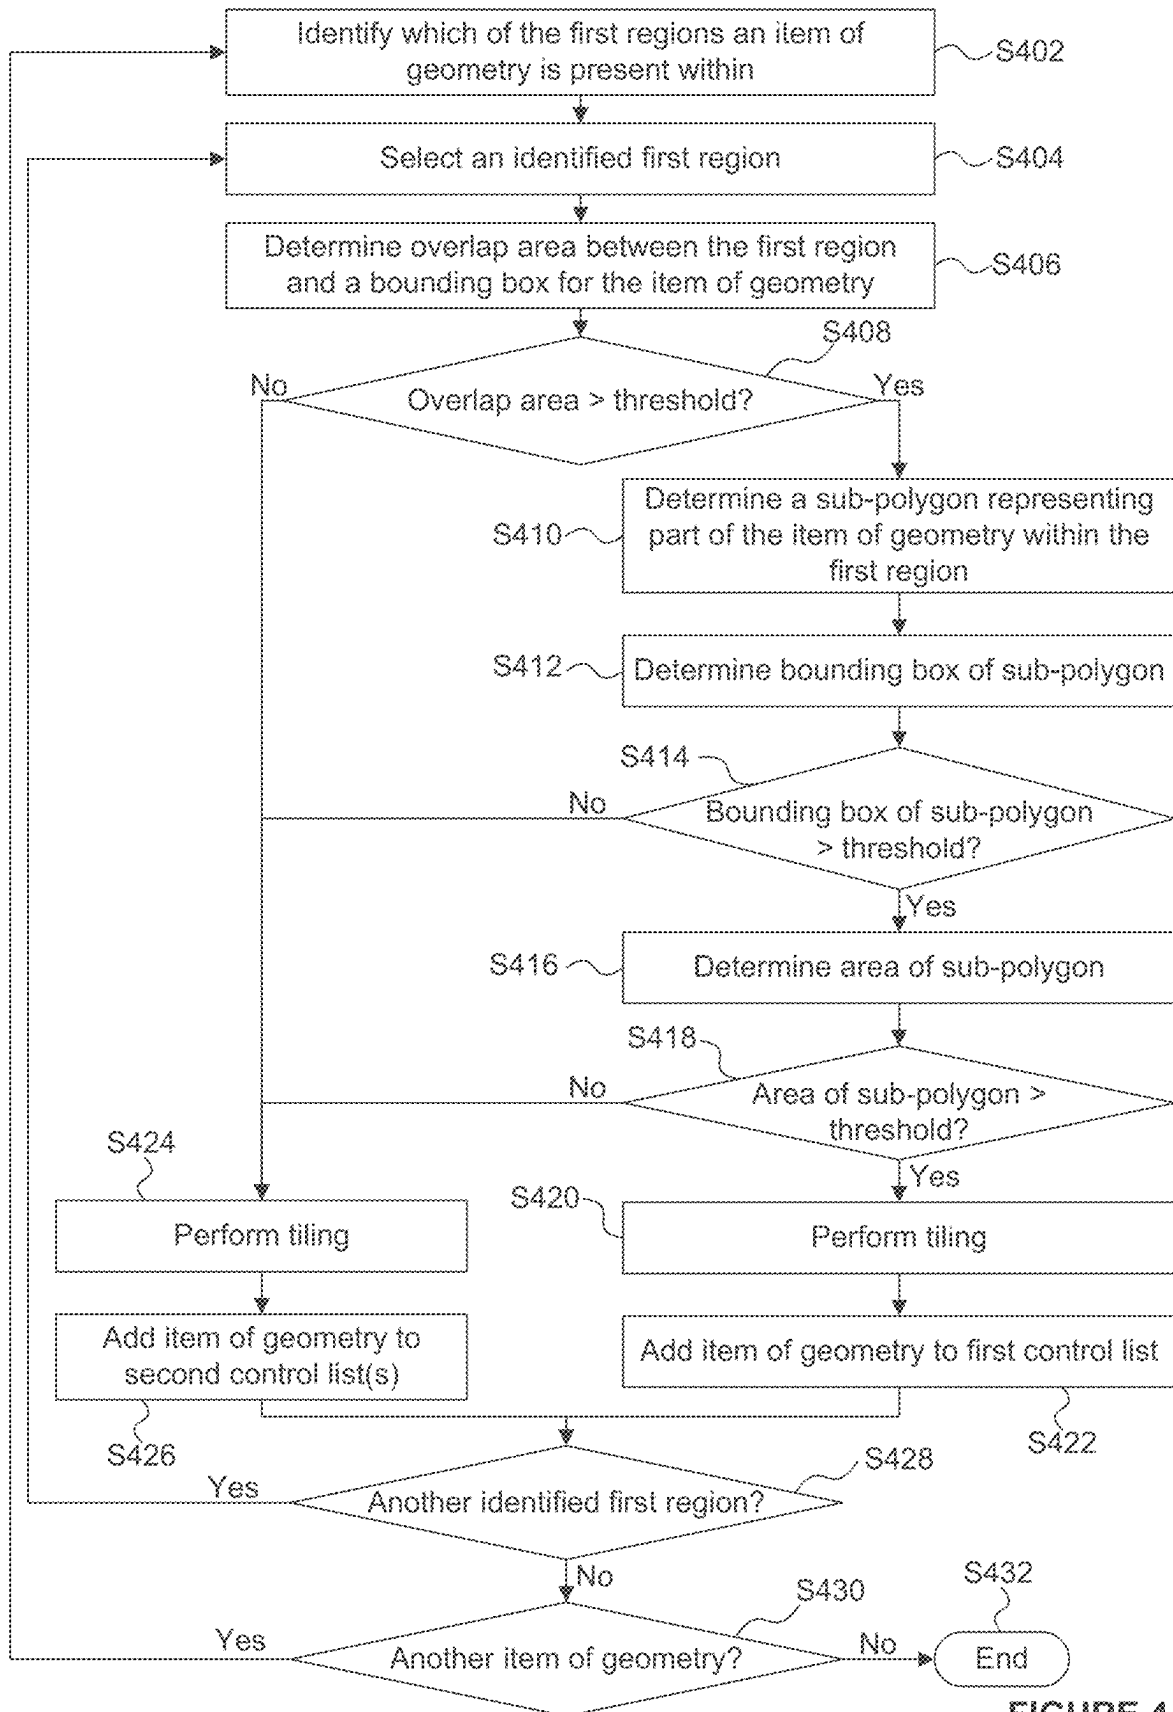 Identify which of the first regions an item of
geometry is present within
S402
Select an identified first region
S404
Determine overlap area between the first region
and a bounding box for the item of geometry
S406
S408
No
Overlap area > threshold?
Yes
S410
Determine a sub-polygon representing
part of the item of geometry within the
first region
S412
Determine bounding box of sub-polygon
S414
No
Bounding box of sub-polygon
> threshold?
Yes
S416
Determine area of sub-polygon
S418
No
Area of sub-polygon >
threshold?
Yes
S424
S420
Perform tiling
Perform tiling
Add item of geometry to
second control list(s)
Add item of geometry to first control list
S426
S422
S428
Yes
Another identified first region?
No
S430
S432
Yes
Another item of geometry?
No
End
FIGURE 4